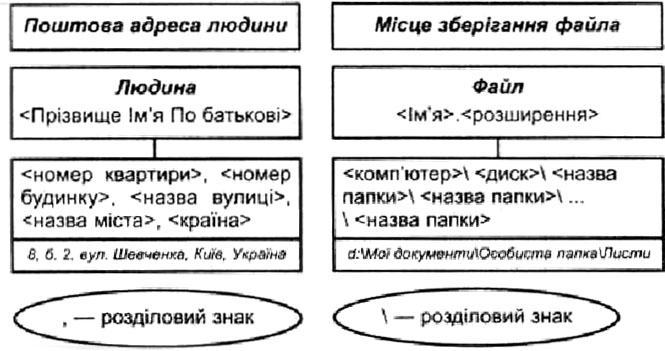 Поштова адреса людини
Людина
<Прізвище Ім'я По батькові>
<номер квартири>, <номер
будинку>, <назва вулиці>,
<назва міста>, <країна>
8, б. 2, вул. Шевченка, Київ, Україна
, — розділовий знак
Місце зберігання файла
Файл
<Ім'я>.<розширення>
<комп'ютер>\ <диск>\ <назва
папки>\ <назва папки>\ ...
\ <назва папки>
d:\Мої документи\Особиста папка\Листи
\ — розділовий знак